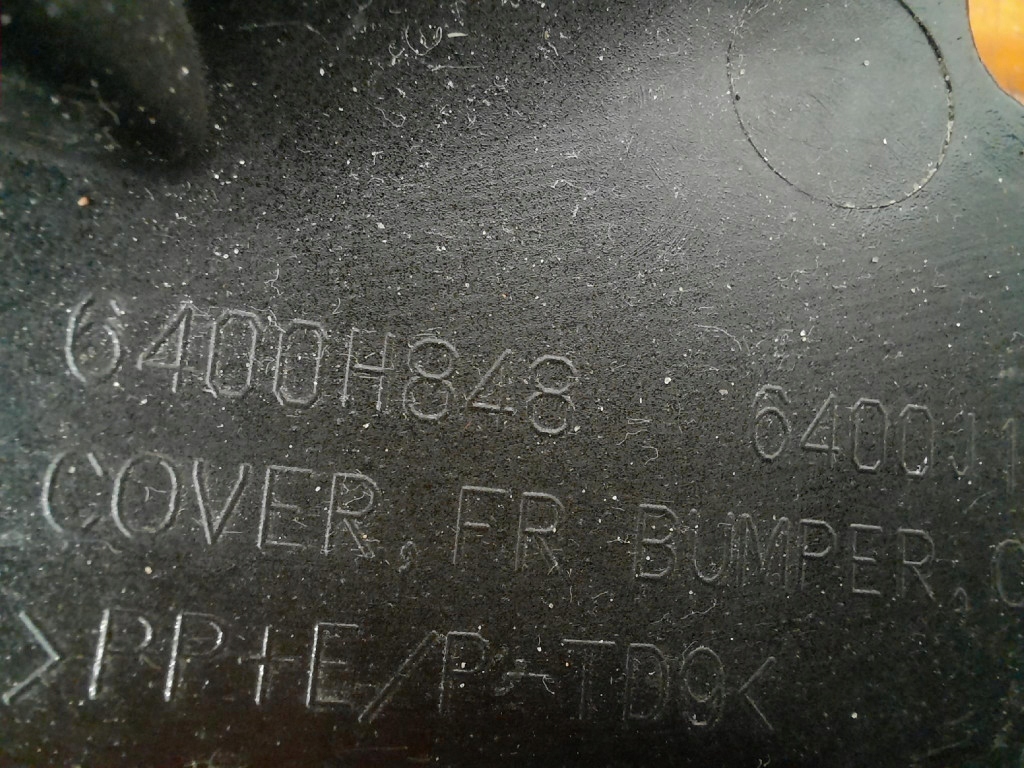 6400H848 6400J1
COVER, FR BUMPER, C
>PP+E/P-TD9<